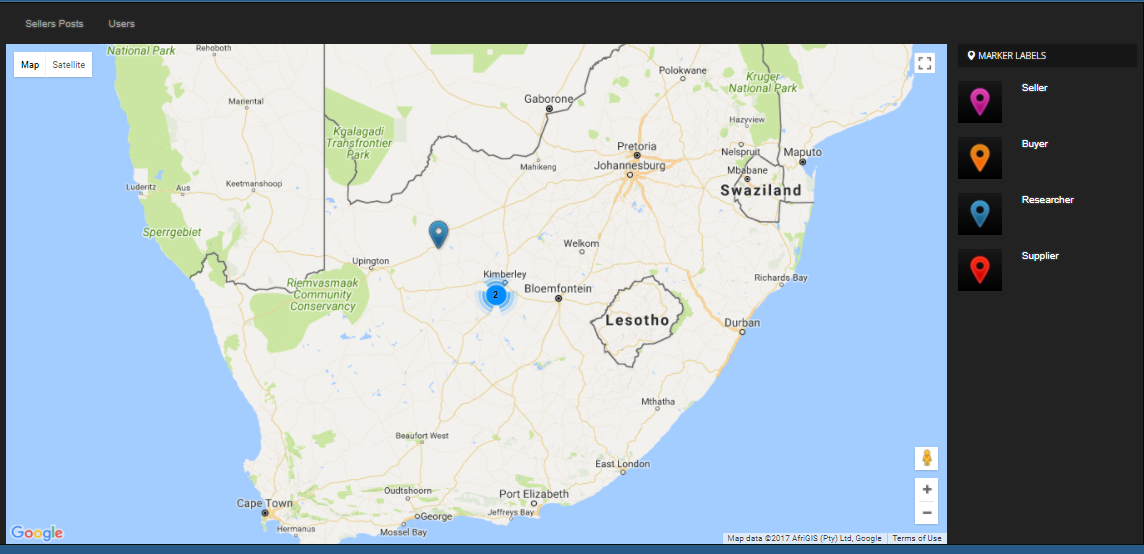 Sellers Posts Users
MARKER LABELS
Seller
Buyer
Researcher
Supplier
Map Satellite
National Park
Rehoboth
Mariental
Luderitz
Aus
Keetmanshoop
Sperrgebiet
Kgalagadi
Transfrontier
Park
Gaborone
Mahikeng
Polokwane
Kruger
National Park
Hazyview
Pretoria
Johannesburg
Nelspruit
Maputo
Mbabane
Swaziland
Upington
Riemvasmaak
Community
Conservancy
Kimberley
2
Welkom
Bloemfontein
Lesotho
Richards Bay
Durban
Mthatha
Beaufort West
East London
Oudtshoorn
Port Elizabeth
Cape Town
George
Jeffreys Bay
Hermanus
Mossel Bay
+
−
Google
Map data ©2017 AfriGIS (Pty) Ltd, Google Terms of Use